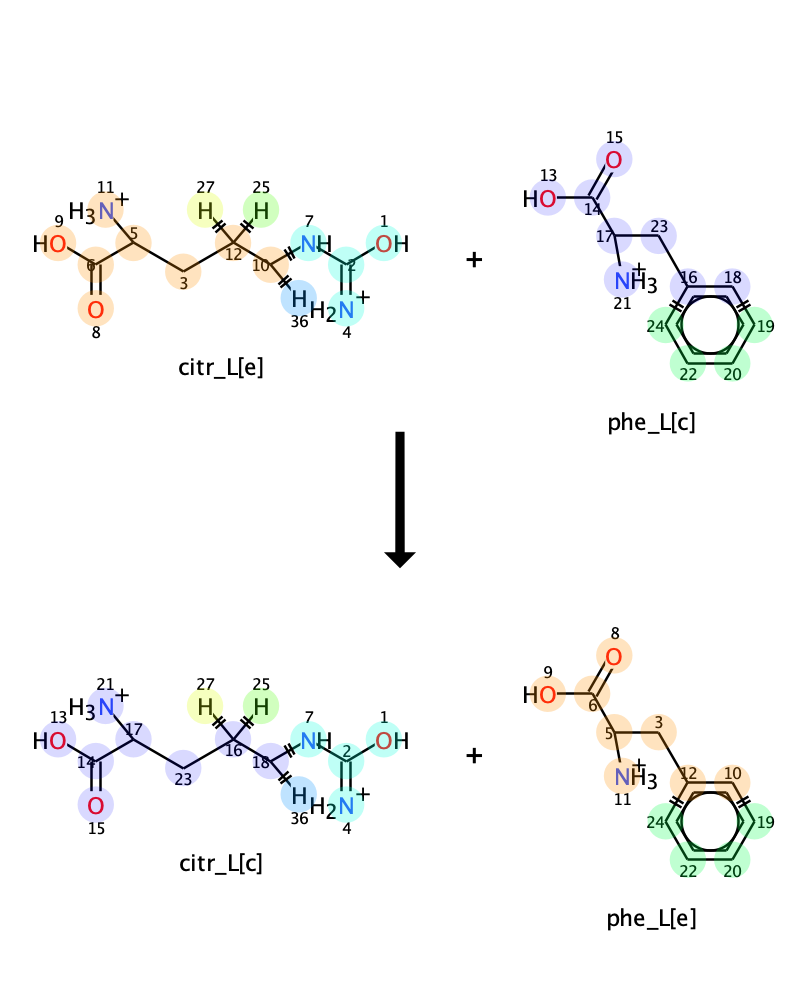 15
11 27 25 13 O
H3N+ H H 7 1 HO 14
9 5 NH OH 17 23
HO 6 12 10 2 + NH3+ 16 18
3 H H2N+ 21
O 36 4 24 19
8 22 20
citr_L[e]
phe_L[c]
8
21 27 25 9 O
H3N+ H H 7 1 HO 6
13 17 NH OH 5 3
HO 14 16 18 2 + NH3+ 12 10
23 H H2N+ 11
O 36 4 24 19
15 22 20
citr_L[c]
phe_L[e]